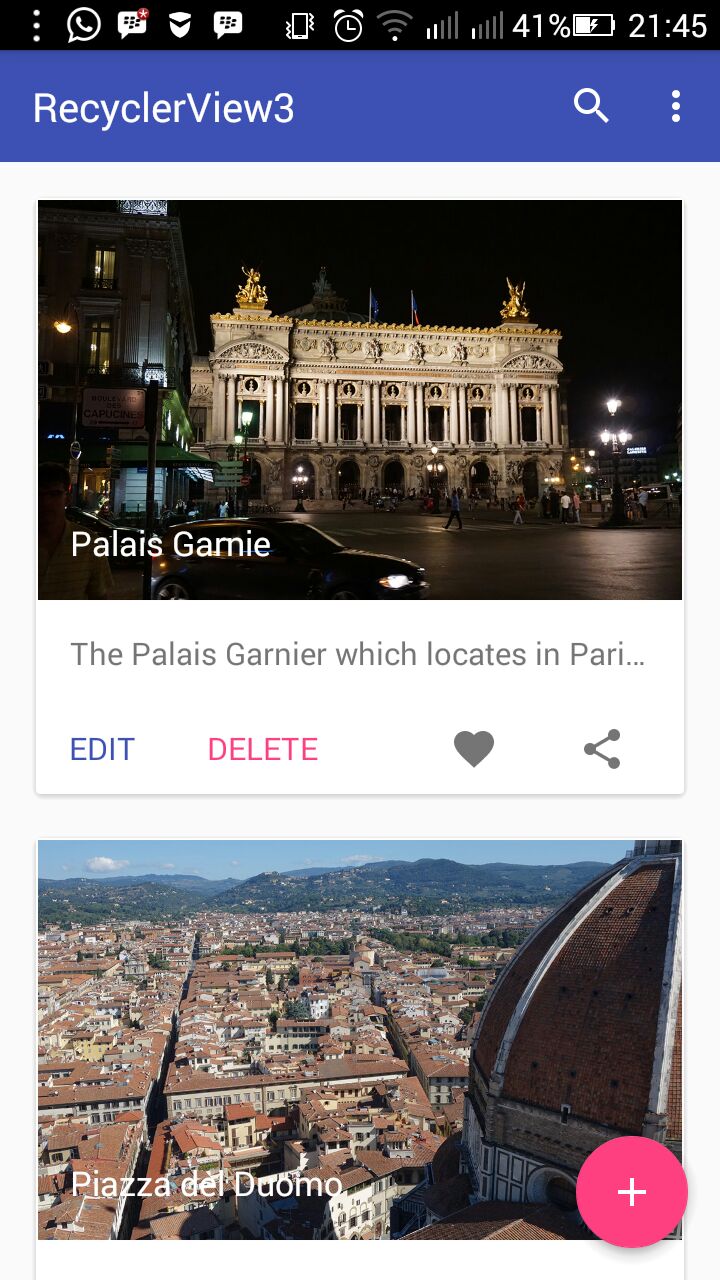 41% 21:45
RecyclerView3
BOULEVARD
DES
CAPUCINES
Palais Garnie
The Palais Garnier which locates in Pari...
EDIT DELETE
Piazza del Duomo
+